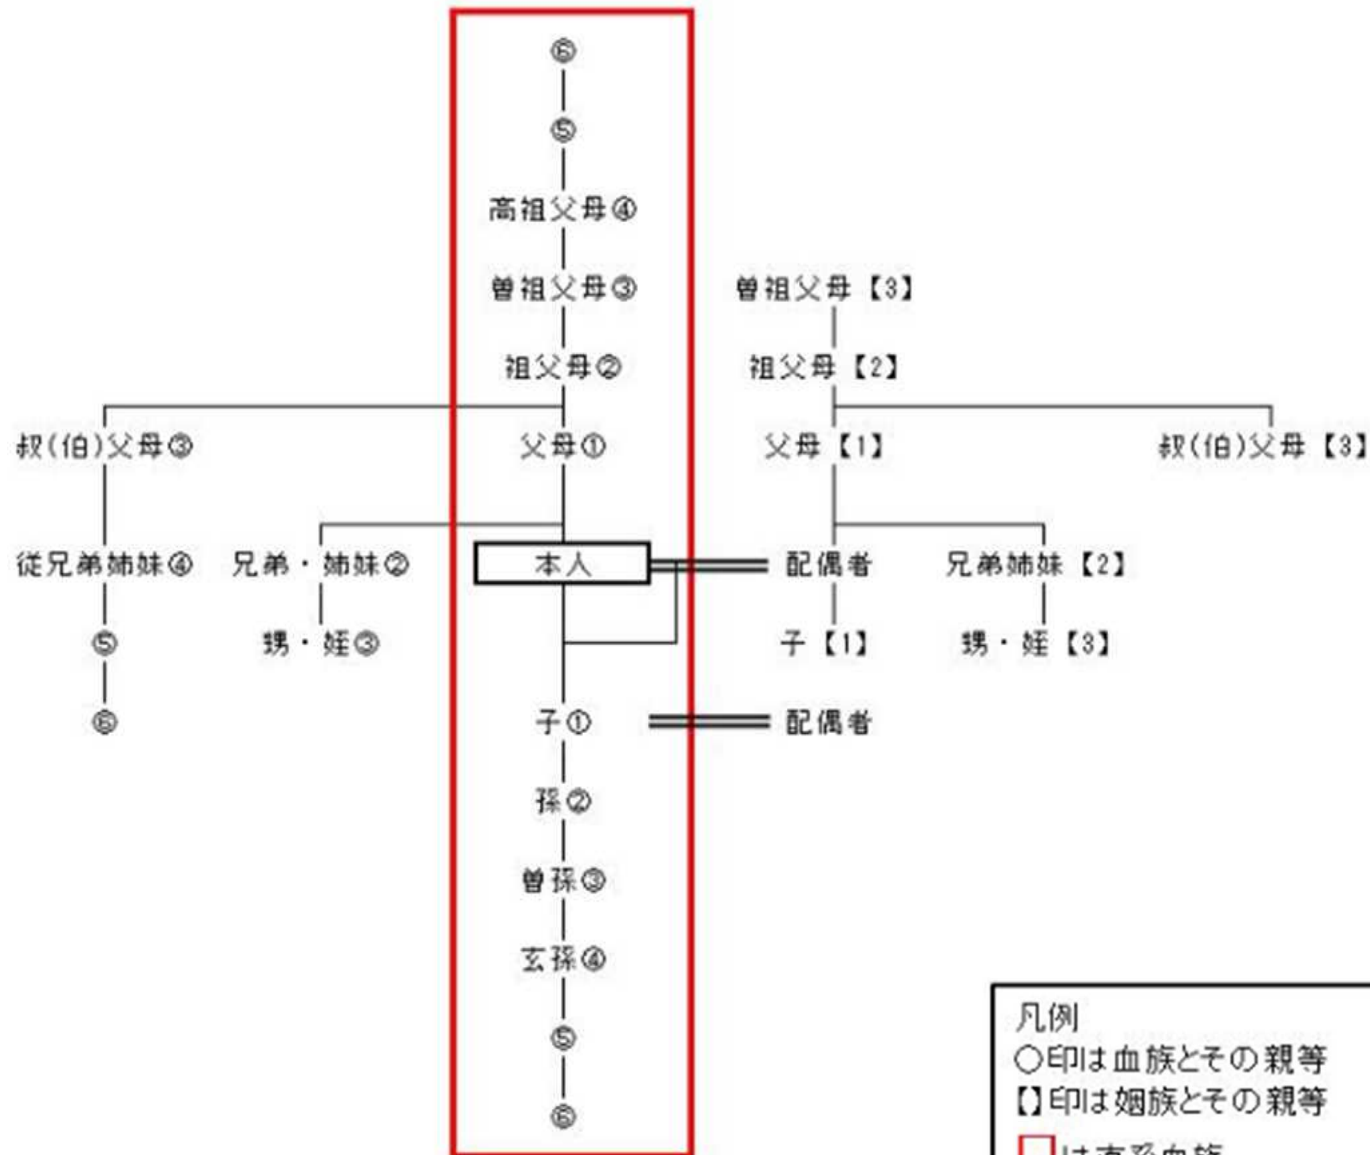 ⑥
⑤
高祖父母④
曽祖父母③ 曽祖父母【3】
祖父母② 祖父母【2】
叔(伯)父母③ 父母① 父母【1】 叔(伯)父母【3】
従兄弟姉妹④ 兄弟・姉妹② 本人 配偶者 兄弟姉妹【2】
⑤ 甥・姪③ 子【1】 甥・姪【3】
⑥ 子① 配偶者
孫②
曽孫③
玄孫④
⑤
⑥
凡例
○印は血族とその親等
【】印は姻族とその親等
は直系血族